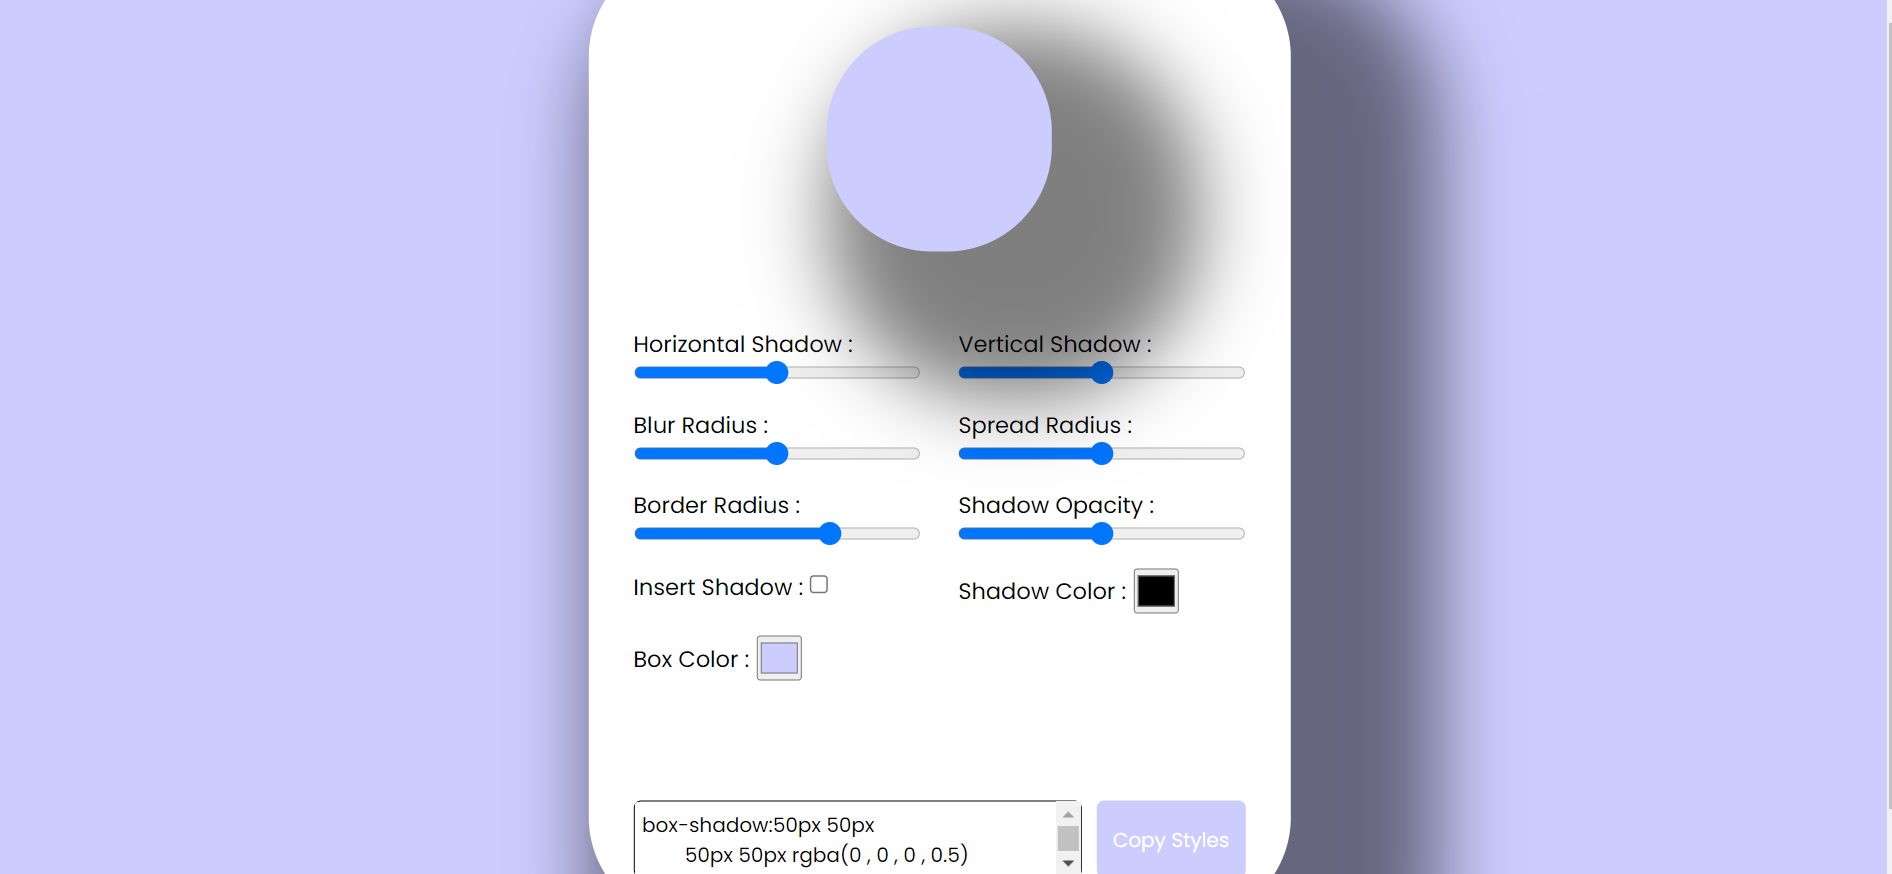 Horizontal Shadow :
Vertical Shadow :
Blur Radius :
Spread Radius :
Border Radius :
Shadow Opacity :
Insert Shadow :
Shadow Color :
Box Color :
box-shadow:50px 50px
50px 50px rgba(0 , 0 , 0 , 0.5)
Copy Styles